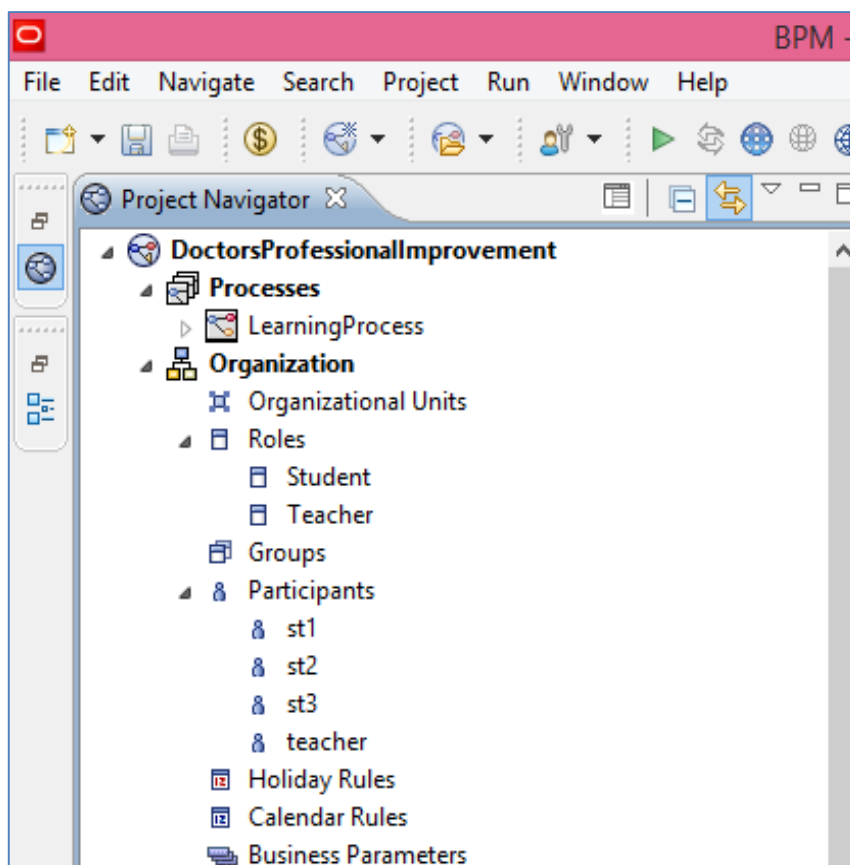 BPM -
File Edit Navigate Search Project Run Window Help
Project Navigator
DoctorsProfessionalImprovement
Processes
LearningProcess
Organization
Organizational Units
Roles
Student
Teacher
Groups
Participants
st1
st2
st3
teacher
Holiday Rules
Calendar Rules
Business Parameters